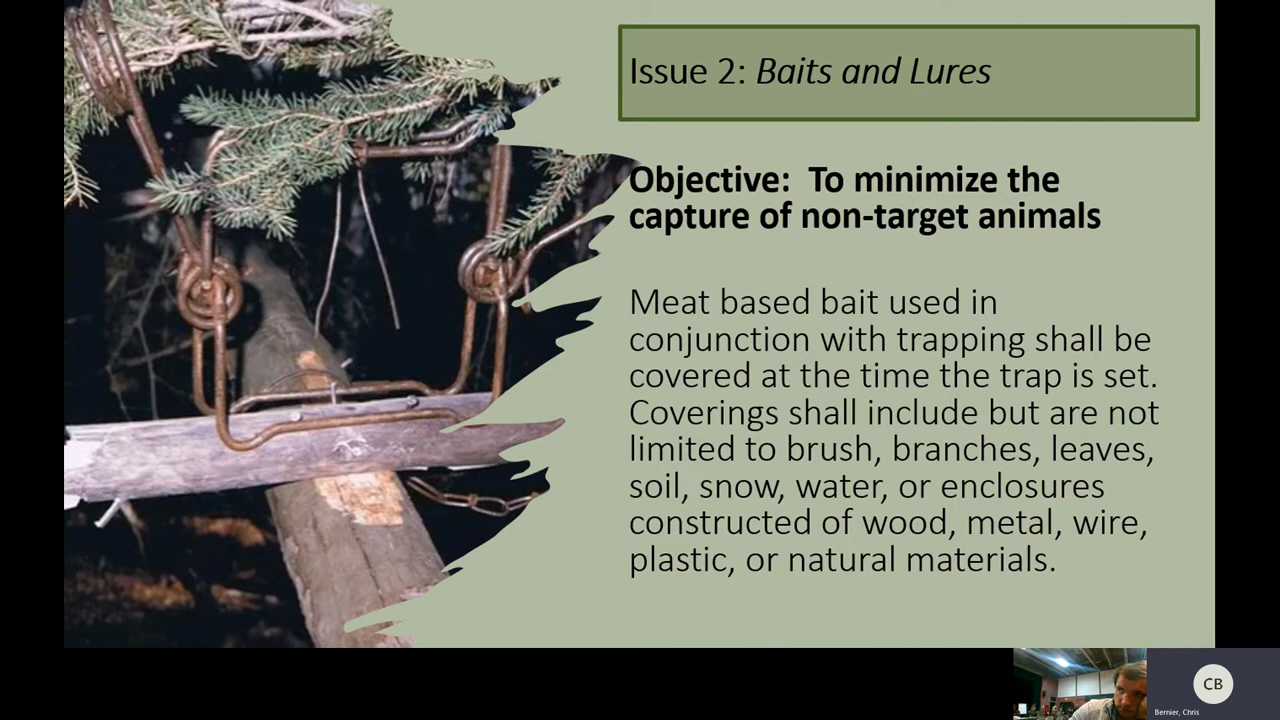 Issue 2: Baits and Lures
Objective: To minimize the
capture of non-target animals
Meat based bait used in
conjunction with trapping shall be
covered at the time the trap is set.
Coverings shall include but are not
limited to brush, branches, leaves,
soil, snow, water, or enclosures
constructed of wood, metal, wire,
plastic, or natural materials.
CB
Bernier, Chris